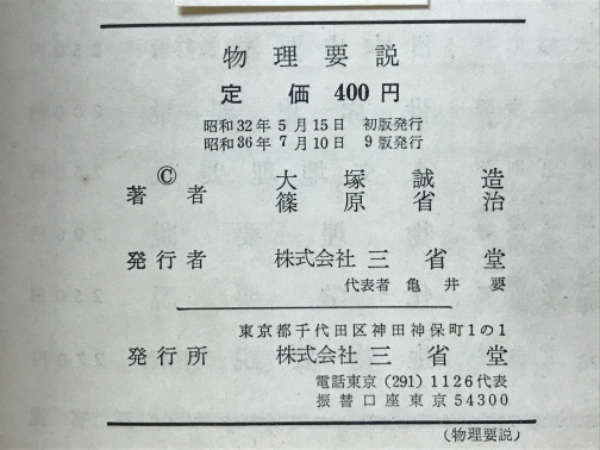 物理要説
定価 400円
昭和32年 5月15日 初版発行
昭和36年 7月10日 9版発行
©著者 大塚誠造
篠原省治
発行者 株式会社 三省堂
代表者 亀井要
東京都千代田区神田神保町1の1
発行所 株式会社 三省堂
電話東京(291)1126代表
振替口座東京54300
(物理要説)